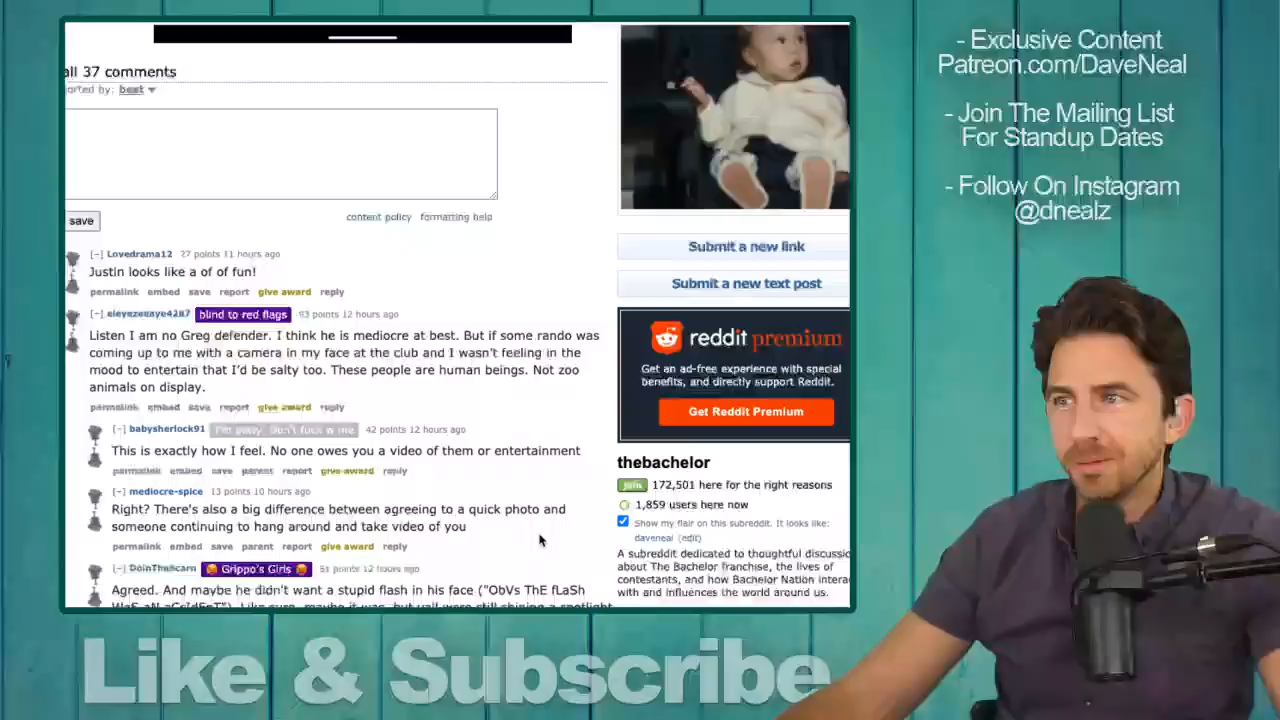 all 37 comments
sorted by: best
save
content policy formatting help
[–] Lovedrama12 27 points 11 hours ago
Justin looks like a of of fun!
permalink embed save report give award reply
[–] blind to red flags 93 points 12 hours ago
Listen I am no Greg defender. I think he is mediocre at best. But if some rando was
coming up to me with a camera in my face at the club and I wasn't feeling in the
mood to entertain that I'd be salty too. These people are human beings. Not zoo
animals on display.
permalink embed save report give award reply
[–] babysherlock91 I'm baby. Don't fuck w me 42 points 12 hours ago
This is exactly how I feel. No one owes you a video of them or entertainment
permalink embed save parent report give award reply
[–] mediocre-spice 13 points 10 hours ago
Right? There's also a big difference between agreeing to a quick photo and
someone continuing to hang around and take video of you
permalink embed save parent report give award reply
[–] DoinTheScarn Grippo's Girls 51 points 12 hours ago
Agreed. And maybe he didn't want a stupid flash in his face ("ObVs ThE fLaSh
Submit a new link
Submit a new text post
reddit premium
Get an ad-free experience with special
benefits, and directly support Reddit.
Get Reddit Premium
thebachelor
join 172,501 here for the right reasons
1,859 users here now
Show my flair on this subreddit. It looks like:
daveneal (edit)
A subreddit dedicated to thoughtful discussio
about The Bachelor franchise, the lives of
contestants, and how Bachelor Nation intera
with and influences the world around us.
- Exclusive Content
Patreon.com/DaveNeal
- Join The Mailing List
For Standup Dates
- Follow On Instagram
@dnealz
Like & Subscribe